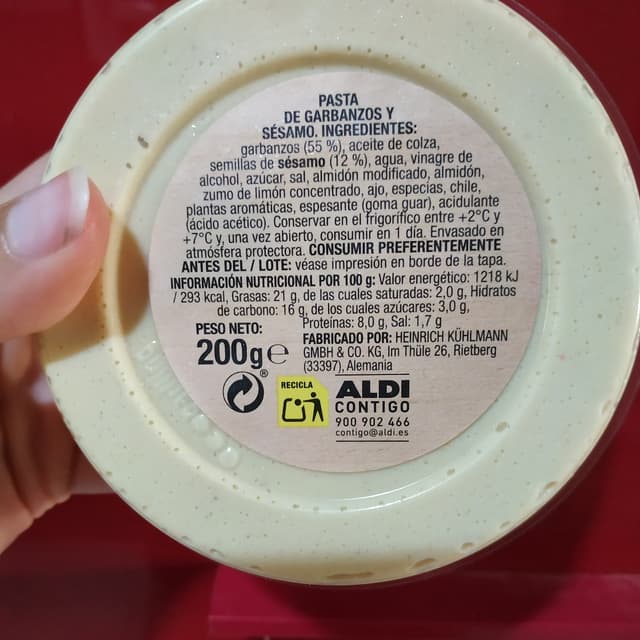 PASTA
DE GARBANZOS Y
SÉSAMO. INGREDIENTES:
garbanzos (55 %), aceite de colza,
semillas de sésamo (12 %), agua, vinagre de
alcohol, azúcar, sal, almidón modificado, almidón,
zumo de limón concentrado, ajo, especias, chile,
plantas aromáticas, espesante (goma guar), acidulante
(ácido acético). Conservar en el frigorífico entre +2°C y
+7°C y, una vez abierto, consumir en 1 día. Envasado en
atmósfera protectora. CONSUMIR PREFERENTEMENTE
ANTES DEL / LOTE: véase impresión en borde de la tapa.
INFORMACIÓN NUTRICIONAL POR 100 g: Valor energético: 1218 kJ
/ 293 kcal, Grasas: 21 g, de las cuales saturadas: 2,0 g, Hidratos
de carbono: 16 g, de los cuales azúcares: 3,0 g,
Proteínas: 8,0 g, Sal: 1,7 g
PESO NETO:
200g e
FABRICADO POR: HEINRICH KÜHLMANN
GMBH & CO. KG, Im Thüle 26, Rietberg
(33397), Alemania
®
RECICLA
ALDI
CONTIGO
900 902 466
contigo@aldi.es